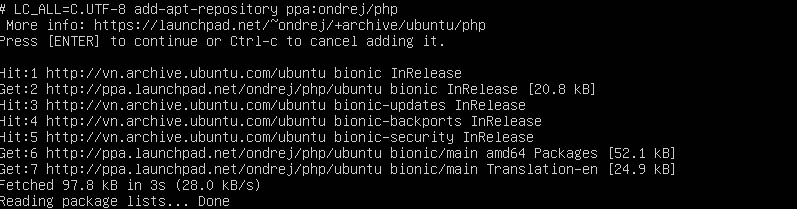 # LC_ALL=C.UTF-8 add-apt-repository ppa:ondrej/php
More info: https://launchpad.net/~ondrej/+archive/ubuntu/php
Press [ENTER] to continue or Ctrl-c to cancel adding it.
Hit:1 http://vn.archive.ubuntu.com/ubuntu bionic InRelease
Get:2 http://ppa.launchpad.net/ondrej/php/ubuntu bionic InRelease [20.8 kB]
Hit:3 http://vn.archive.ubuntu.com/ubuntu bionic-updates InRelease
Hit:4 http://vn.archive.ubuntu.com/ubuntu bionic-backports InRelease
Hit:5 http://vn.archive.ubuntu.com/ubuntu bionic-security InRelease
Get:6 http://ppa.launchpad.net/ondrej/php/ubuntu bionic/main amd64 Packages [52.1 kB]
Get:7 http://ppa.launchpad.net/ondrej/php/ubuntu bionic/main Translation-en [24.9 kB]
Fetched 97.8 kB in 3s (28.0 kB/s)
Reading package lists... Done